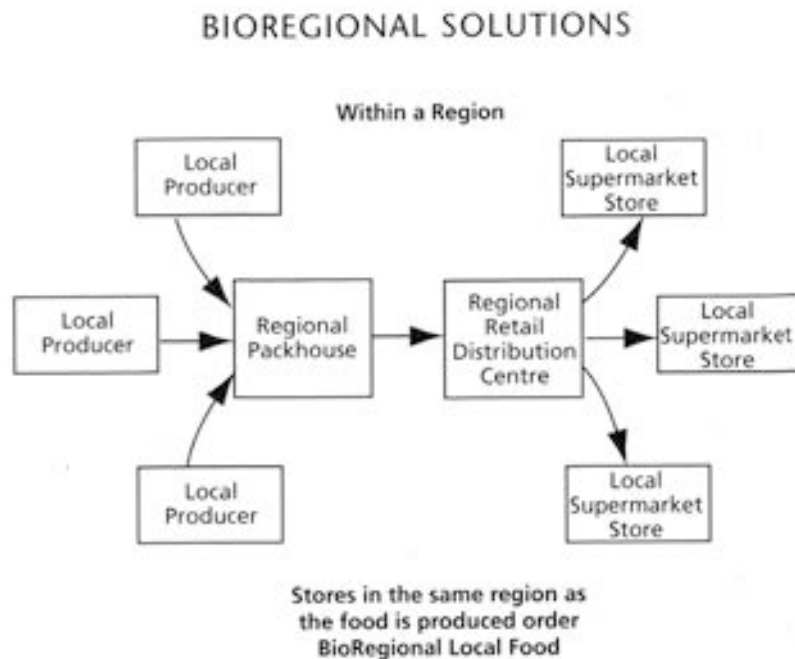 BIOREGIONAL SOLUTIONS
Within a Region
Local
Producer
Local
Supermarket
Store
Local
Producer
Regional
Packhouse
Regional
Retail
Distribution
Centre
Local
Supermarket
Store
Local
Producer
Local
Supermarket
Store
Stores in the same region as
the food is produced order
BioRegional Local Food